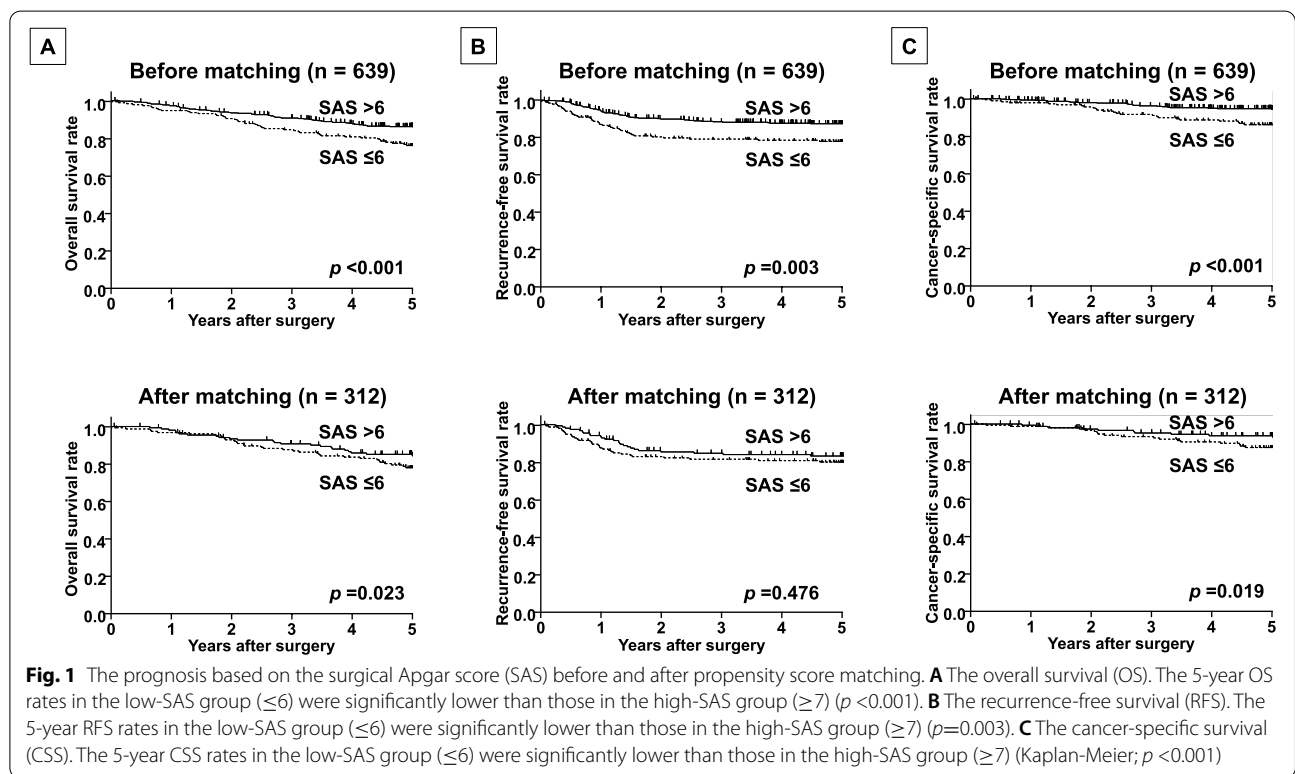 A
Before matching (n = 639)
Overall survival rate
1.0
0.8
0.6
0.4
0.2
0.0
SAS >6
SAS ≤6
p <0.001
0 1 2 3 4 5
Years after surgery
B
Before matching (n = 639)
Recurrence-free survival rate
1.0
0.8
0.6
0.4
0.2
0.0
SAS >6
SAS ≤6
p =0.003
0 1 2 3 4 5
Years after surgery
C
Before matching (n = 639)
Cancer-specific survival rate
1.0
0.8
0.6
0.4
0.2
0.0
SAS >6
SAS ≤6
p <0.001
0 1 2 3 4 5
Years after surgery
After matching (n = 312)
Overall survival rate
1.0
0.8
0.6
0.4
0.2
0.0
SAS >6
SAS ≤6
p =0.023
0 1 2 3 4 5
Years after surgery
After matching (n = 312)
Recurrence-free survival rate
1.0
0.8
0.6
0.4
0.2
0.0
SAS >6
SAS ≤6
p =0.476
0 1 2 3 4 5
Years after surgery
After matching (n = 312)
Cancer-specific survival rate
1.0
0.8
0.6
0.4
0.2
0.0
SAS >6
SAS ≤6
p =0.019
0 1 2 3 4 5
Years after surgery
Fig. 1 The prognosis based on the surgical Apgar score (SAS) before and after propensity score matching. A The overall survival (OS). The 5-year OS
rates in the low-SAS group (≤6) were significantly lower than those in the high-SAS group (≥7) (p <0.001). B The recurrence-free survival (RFS). The
5-year RFS rates in the low-SAS group (≤6) were significantly lower than those in the high-SAS group (≥7) (p=0.003). C The cancer-specific survival
(CSS). The 5-year CSS rates in the low-SAS group (≤6) were significantly lower than those in the high-SAS group (≥7) (Kaplan-Meier; p <0.001)